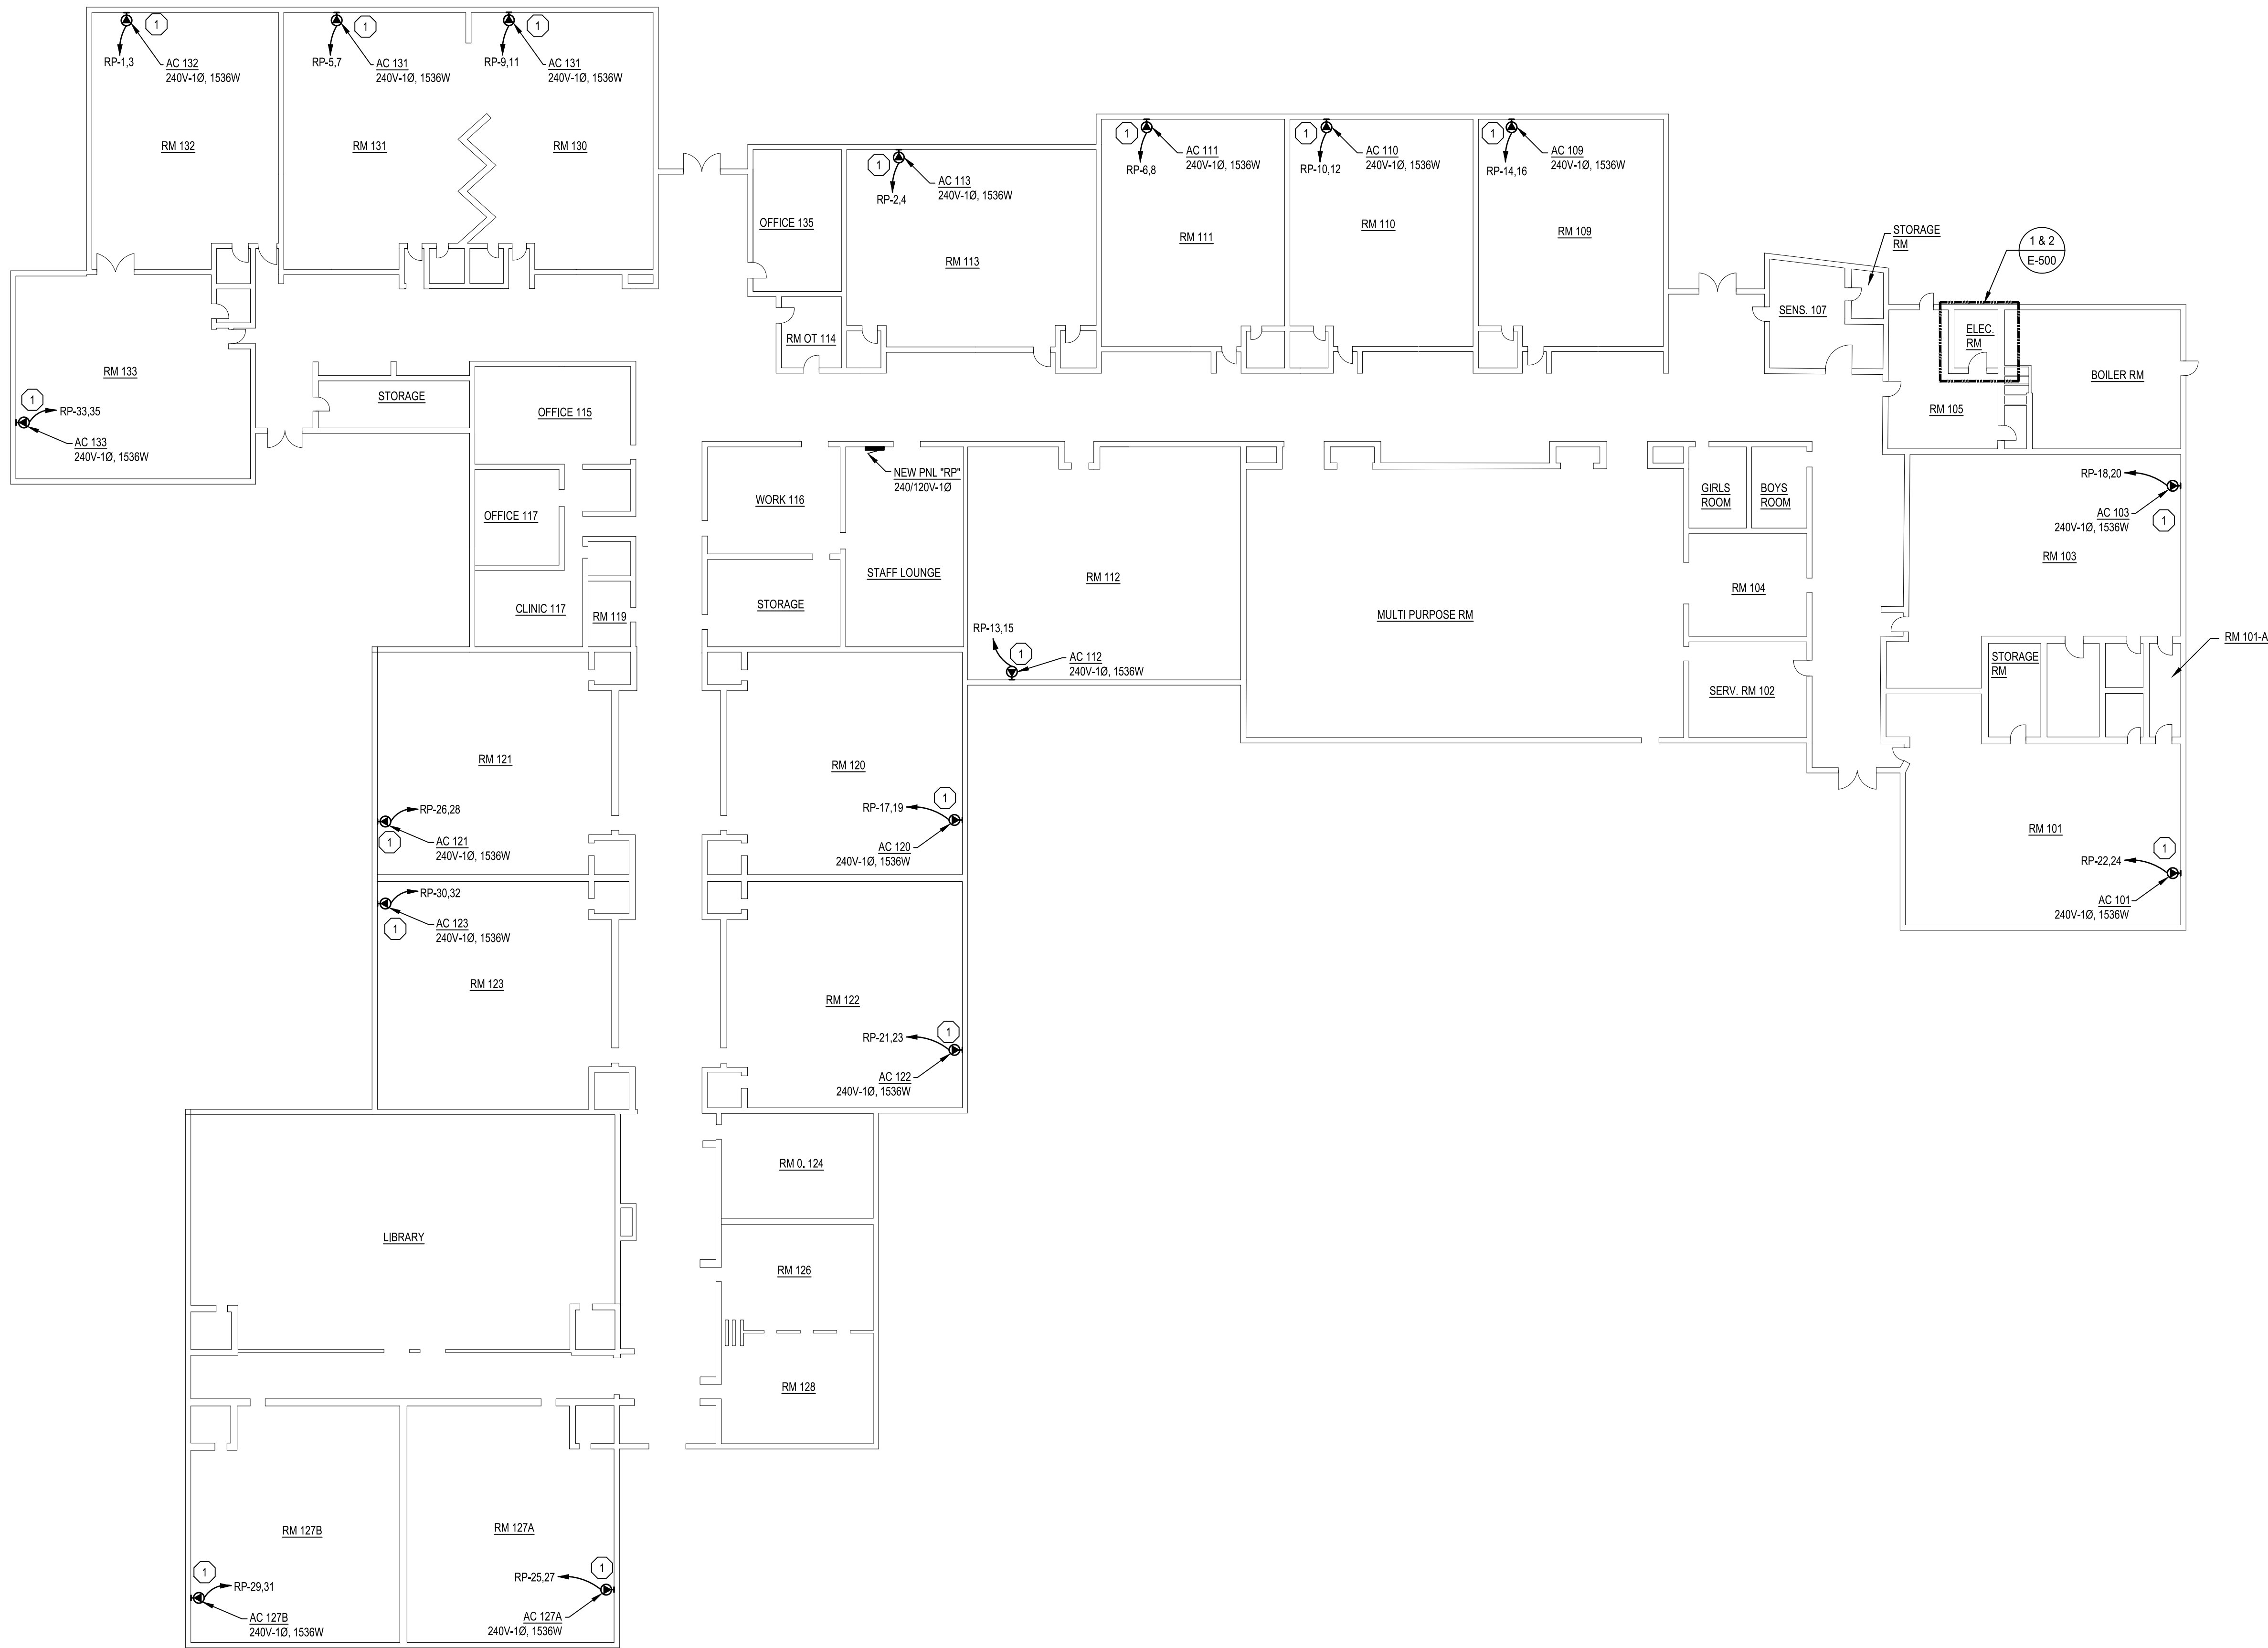 1
RP-1,3
AC 132
240V-1Ø, 1536W
RM 132
1
RP-5,7
AC 131
240V-1Ø, 1536W
RM 131
1
RP-9,11
AC 131
240V-1Ø, 1536W
RM 130
OFFICE 135
RM OT 114
1
RP-2,4
AC 113
240V-1Ø, 1536W
RM 113
1
RP-6,8
AC 111
240V-1Ø, 1536W
RM 111
1
RP-10,12
AC 110
240V-1Ø, 1536W
RM 110
1
RP-14,16
AC 109
240V-1Ø, 1536W
RM 109
STORAGE
RM
1 & 2
E-500
SENS. 107
ELEC.
RM
BOILER RM
RM 105
RM 133
1
RP-33,35
AC 133
240V-1Ø, 1536W
STORAGE
OFFICE 115
OFFICE 117
CLINIC 117
RM 119
NEW PNL "RP"
240/120V-1Ø
WORK 116
STORAGE
STAFF LOUNGE
RM 112
RP-13,15
1
AC 112
240V-1Ø, 1536W
MULTI PURPOSE RM
GIRLS
ROOM
BOYS
ROOM
RM 104
SERV. RM 102
RP-18,20
AC 103
240V-1Ø, 1536W
1
RM 103
RM 101-A
STORAGE
RM
RM 101
1
RP-22,24
AC 101
240V-1Ø, 1536W
RM 121
RP-26,28
1
AC 121
240V-1Ø, 1536W
RM 120
1
RP-17,19
AC 120
240V-1Ø, 1536W
RP-30,32
1
AC 123
240V-1Ø, 1536W
RM 123
RM 122
1
RP-21,23
AC 122
240V-1Ø, 1536W
RM 0. 124
LIBRARY
RM 126
RM 128
RM 127B
1
RP-29,31
AC 127B
240V-1Ø, 1536W
RM 127A
1
RP-25,27
AC 127A
240V-1Ø, 1536W